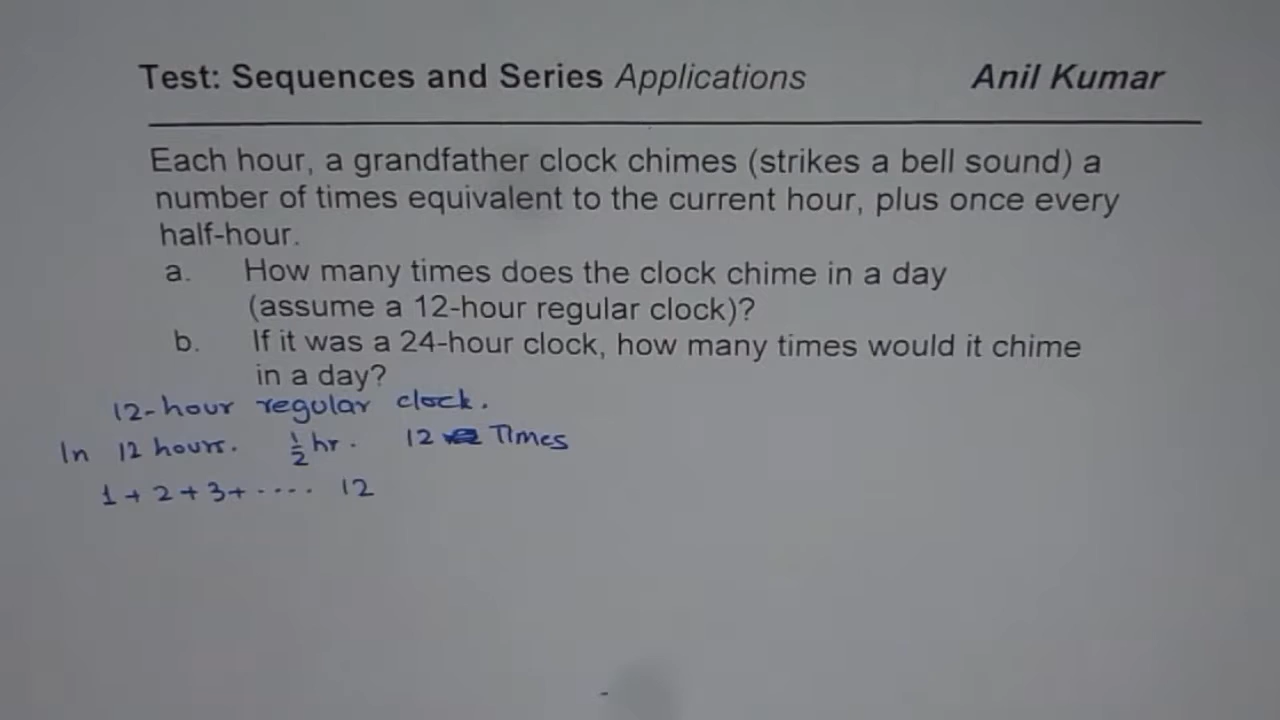 Test: Sequences and Series Applications Anil Kumar
Each hour, a grandfather clock chimes (strikes a bell sound) a
number of times equivalent to the current hour, plus once every
half-hour.
a. How many times does the clock chime in a day
(assume a 12-hour regular clock)?
b. If it was a 24-hour clock, how many times would it chime
in a day?
12-hour regular clock.
In 12 hours. 1/2 hr. 12 Times
1 + 2 + 3 + .... 12